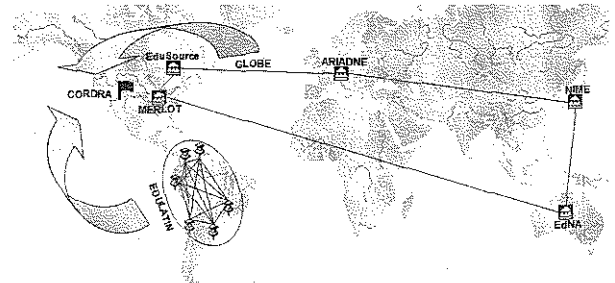 EduSource
GLOBE
ARIADNE
CORDRA
MERLOT
NIME
EDULATIN
EdNA